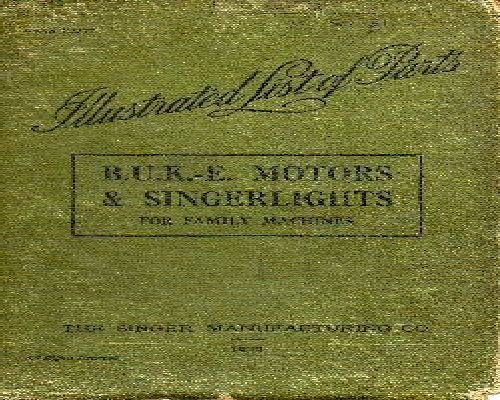 Illustrated List of Parts
B.U.K.-E. MOTORS
& SINGERLIGHTS
FOR FAMILY MACHINES
THE SINGER MANUFACTURING CO